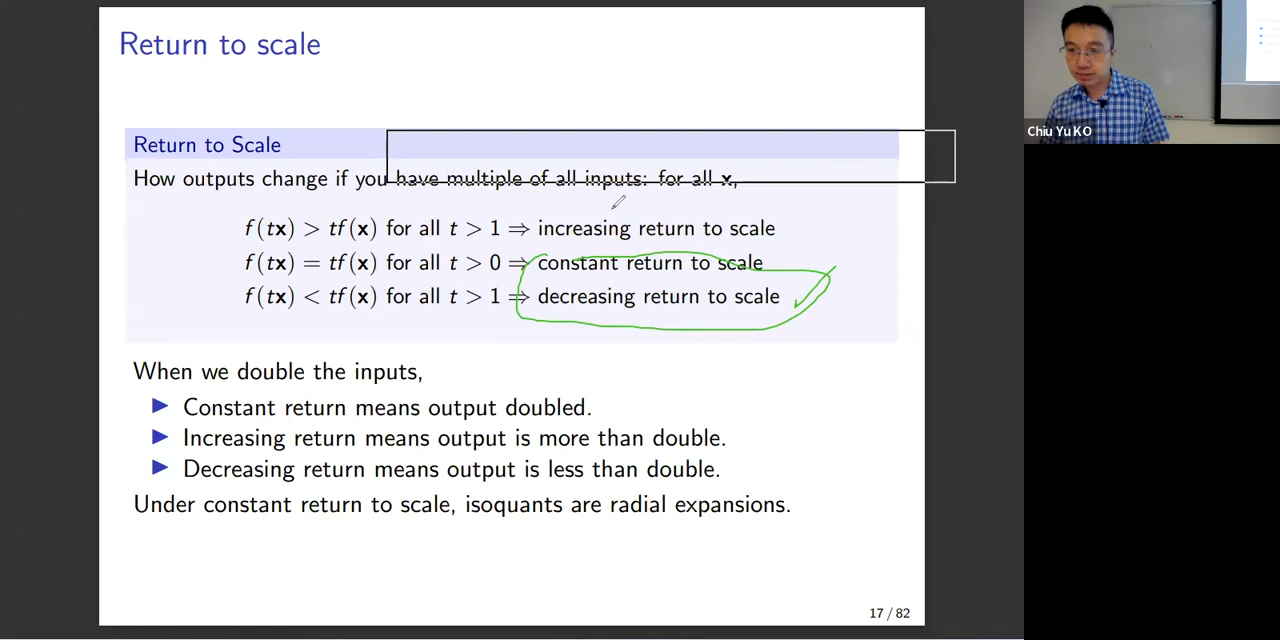 Return to scale
Return to Scale
How outputs change if you have multiple of all inputs: for all x,
f(tx) > tf(x) for all t > 1 ⇒ increasing return to scale
f(tx) = tf(x) for all t > 0 ⇒ constant return to scale
f(tx) < tf(x) for all t > 1 ⇒ decreasing return to scale
When we double the inputs,
Constant return means output doubled.
Increasing return means output is more than double.
Decreasing return means output is less than double.
Under constant return to scale, isoquants are radial expansions.
17 / 82
Chiu Yu KO